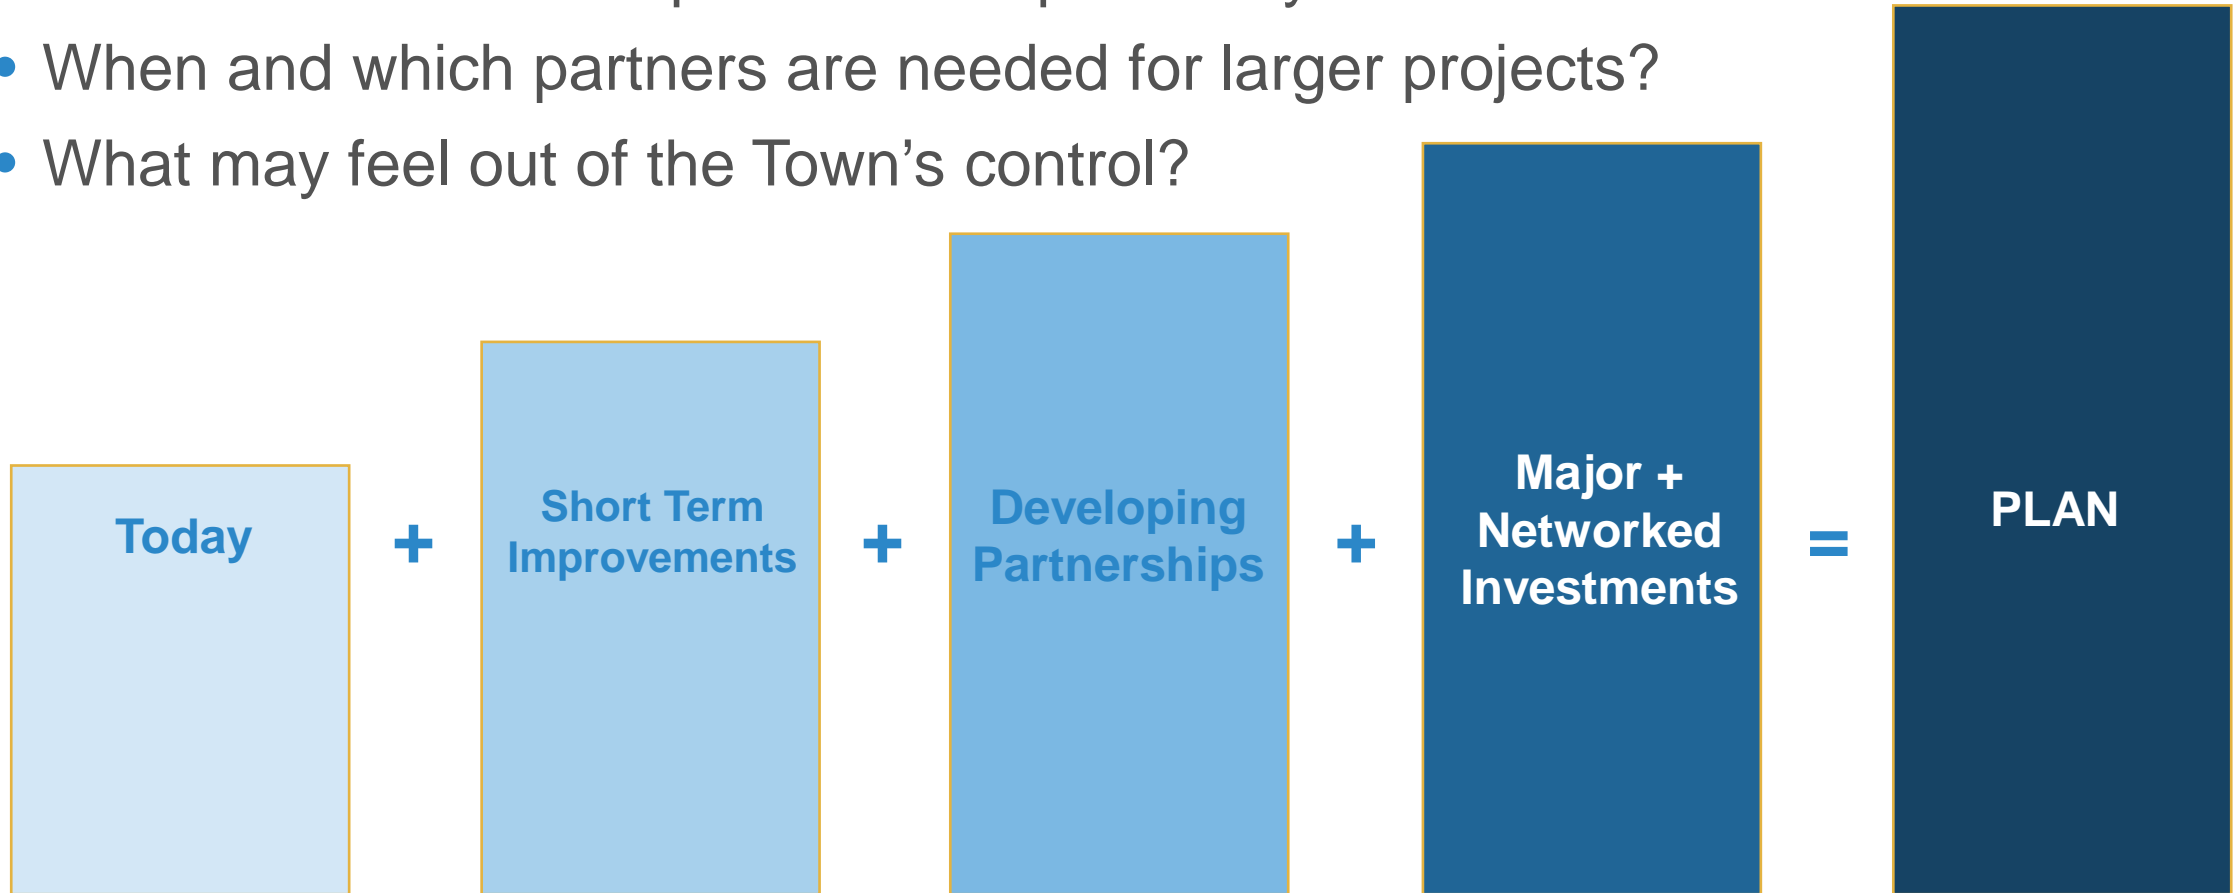 • When and which partners are needed for larger projects?
• What may feel out of the Town’s control?
Today
+
Short Term
Improvements
+
Developing
Partnerships
+
Major +
Networked
Investments
=
PLAN